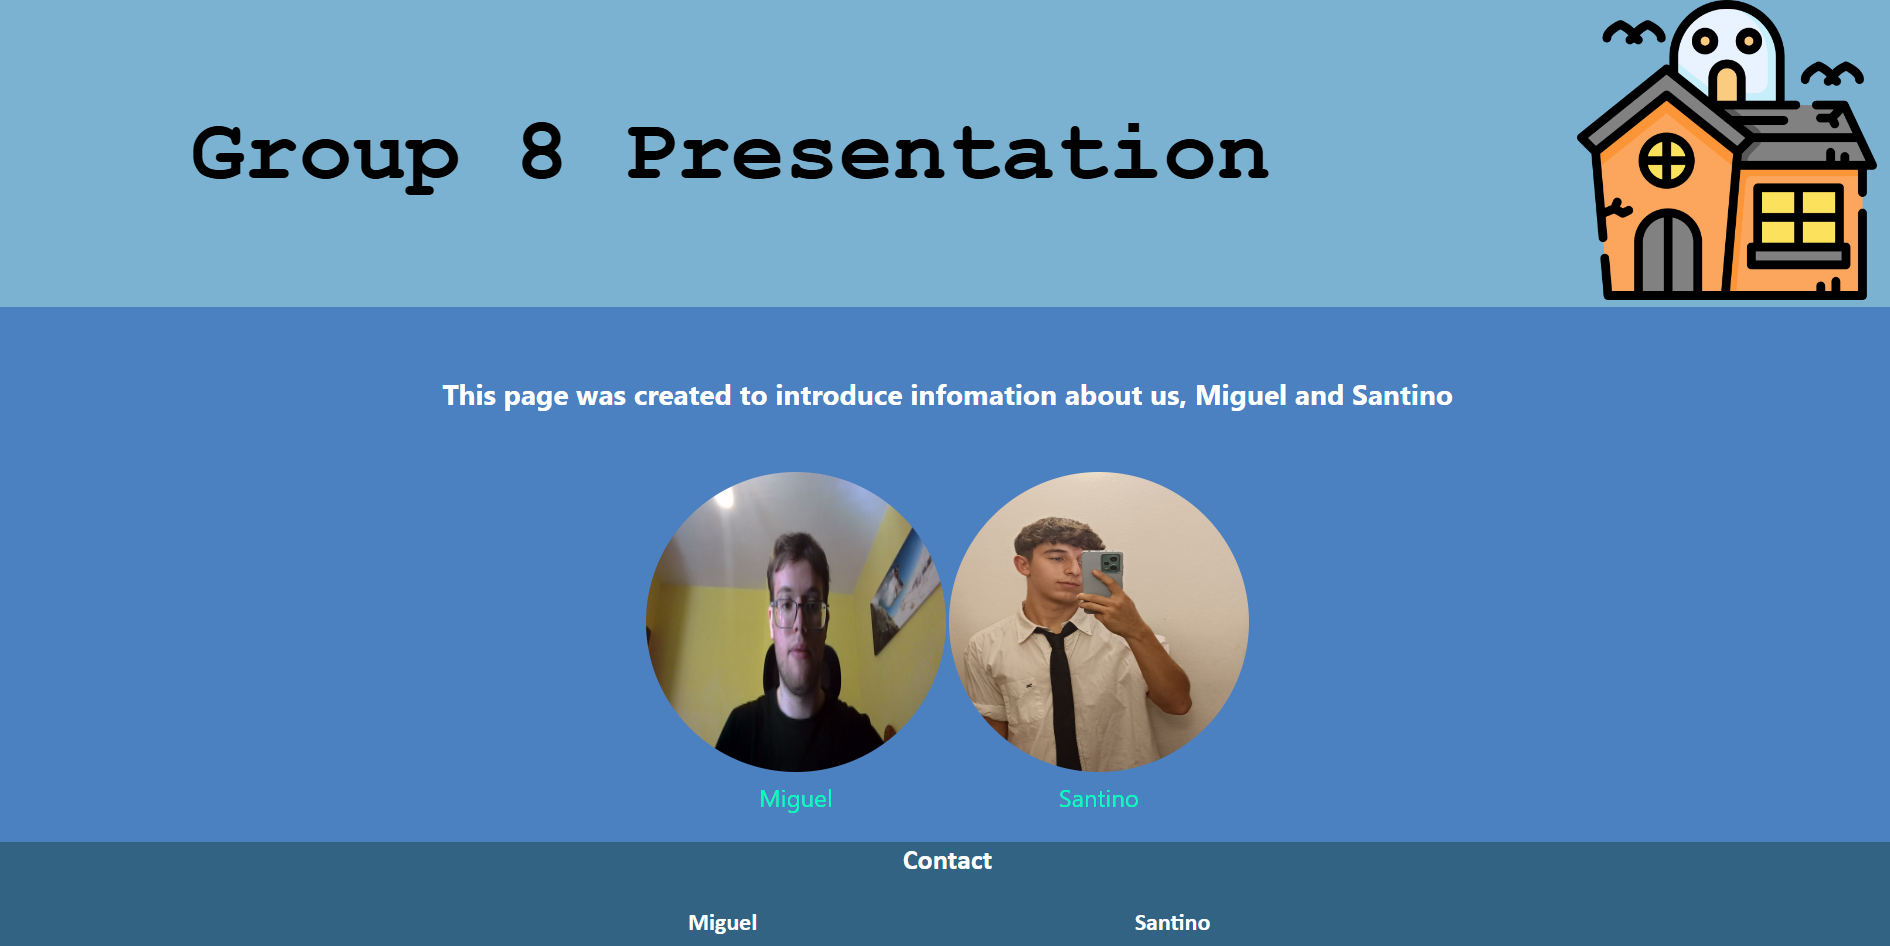 Group 8 Presentation
This page was created to introduce infomation about us, Miguel and Santino
Miguel Santino
Contact
Miguel Santino